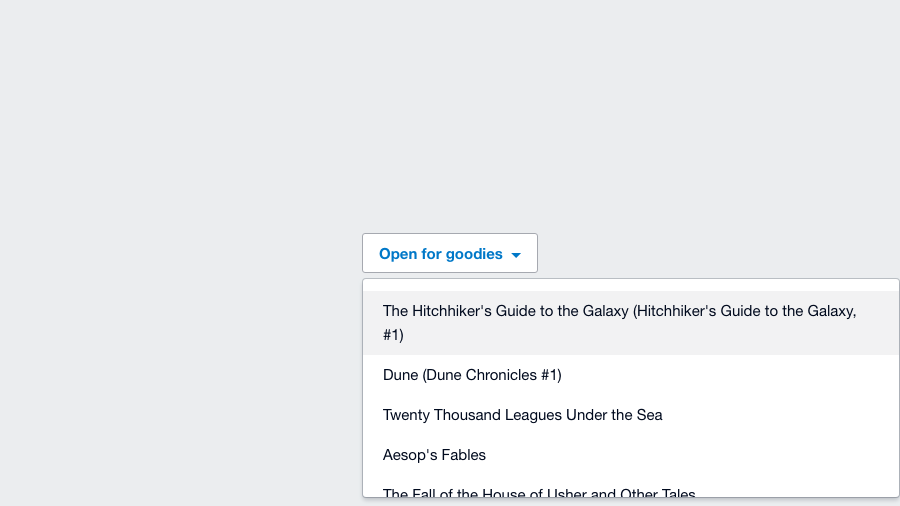 Open for goodies
The Hitchhiker's Guide to the Galaxy (Hitchhiker's Guide to the Galaxy,
#1)
Dune (Dune Chronicles #1)
Twenty Thousand Leagues Under the Sea
Aesop's Fables
The Fall of the House of Usher and Other Tales